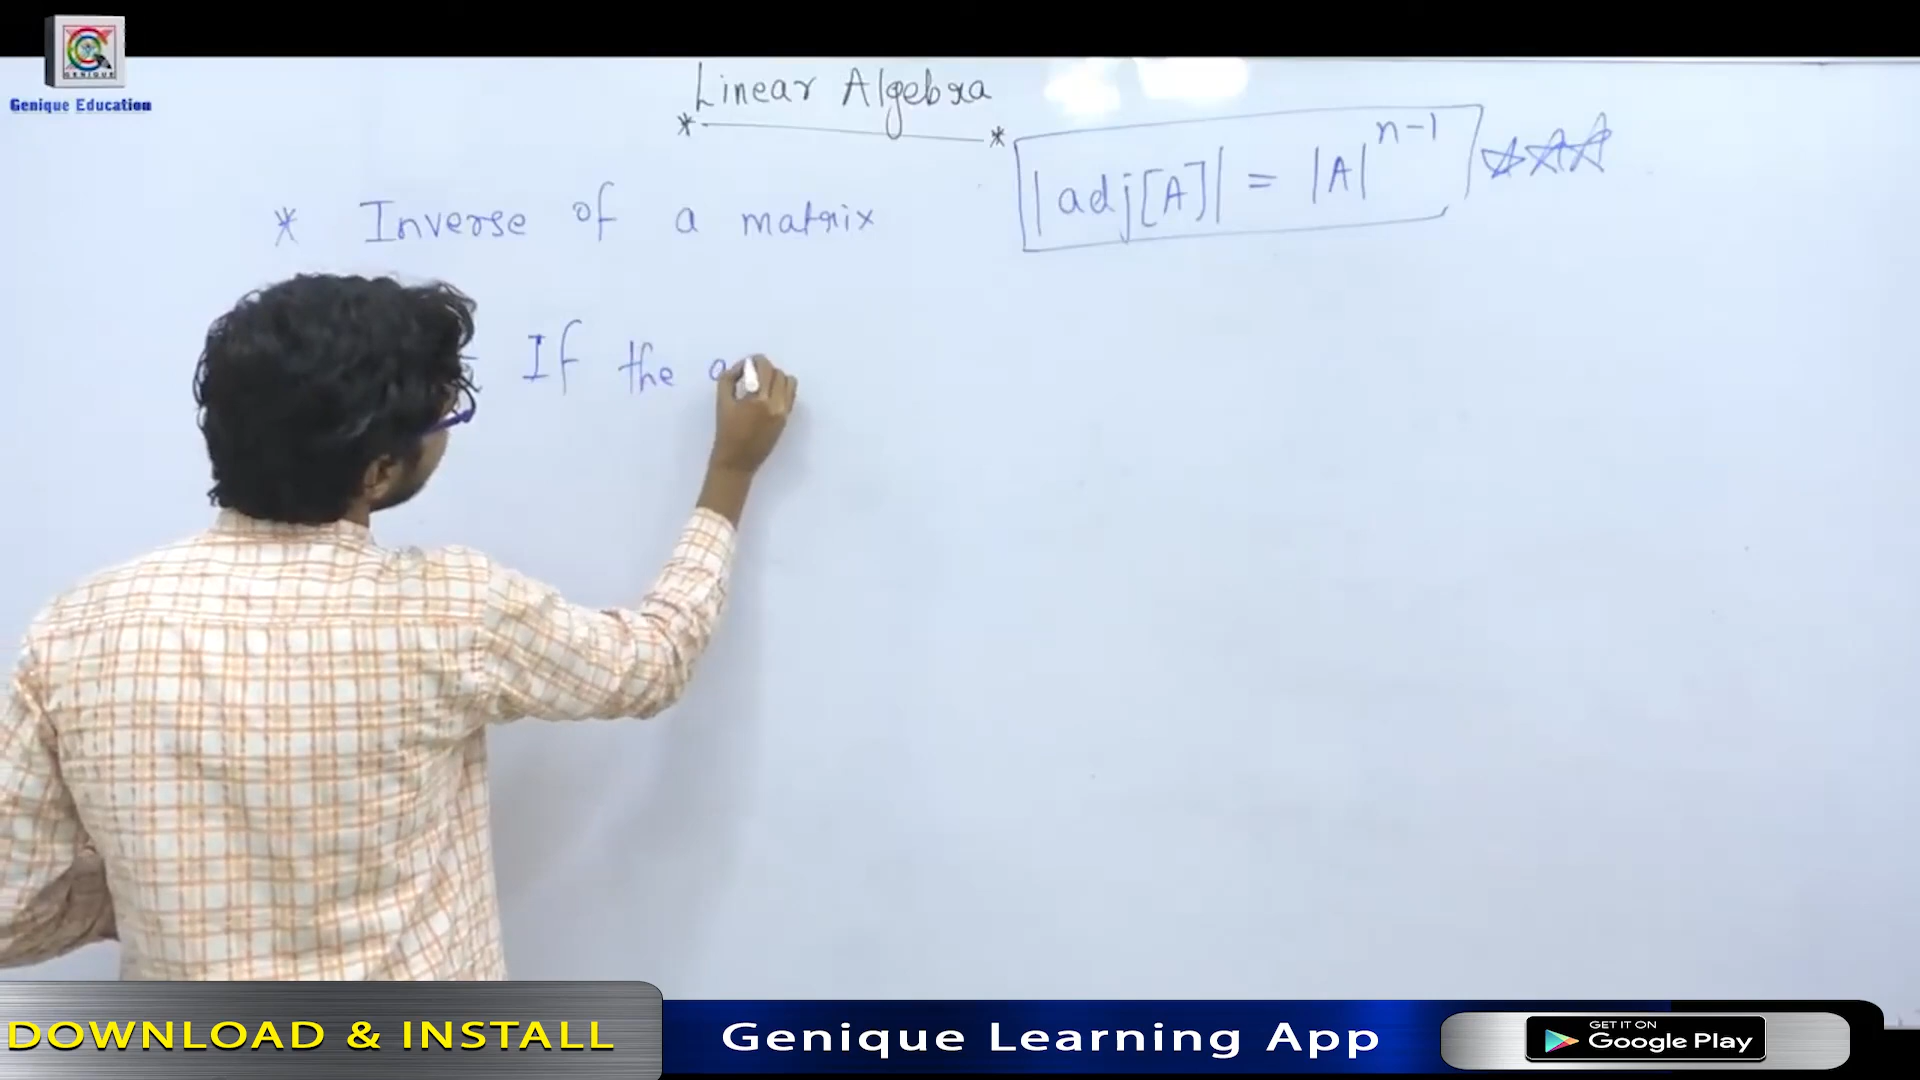 GENIQUE
Genique Education
Linear Algebra
* *
|adj[A]| = |A|^{n-1}
* Inverse of a matrix
If the
DOWNLOAD & INSTALL
Genique Learning App
GET IT ON
Google Play